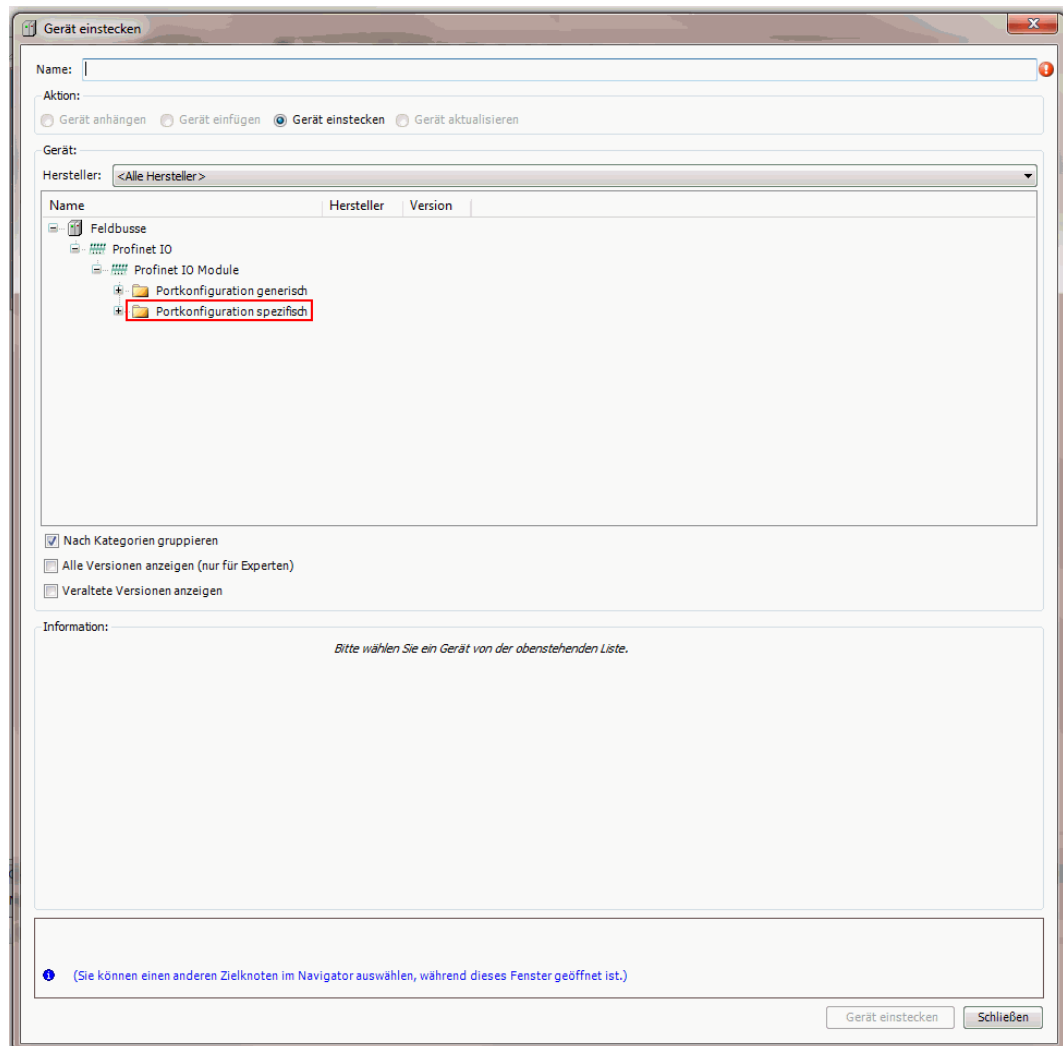 Gerät einstecken
Name:
Aktion:
Gerät anhängen Gerät einfügen Gerät einstecken Gerät aktualisieren
Gerät:
Hersteller: <Alle Hersteller>
Name Hersteller Version
Feldbusse
Profinet IO
Profinet IO Module
Portkonfiguration generisch
Portkonfiguration spezifisch
Nach Kategorien gruppieren
Alle Versionen anzeigen (nur für Experten)
Veraltete Versionen anzeigen
Information:
Bitte wählen Sie ein Gerät von der obenstehenden Liste.
(Sie können einen anderen Zielknoten im Navigator auswählen, während dieses Fenster geöffnet ist.)
Gerät einstecken Schließen